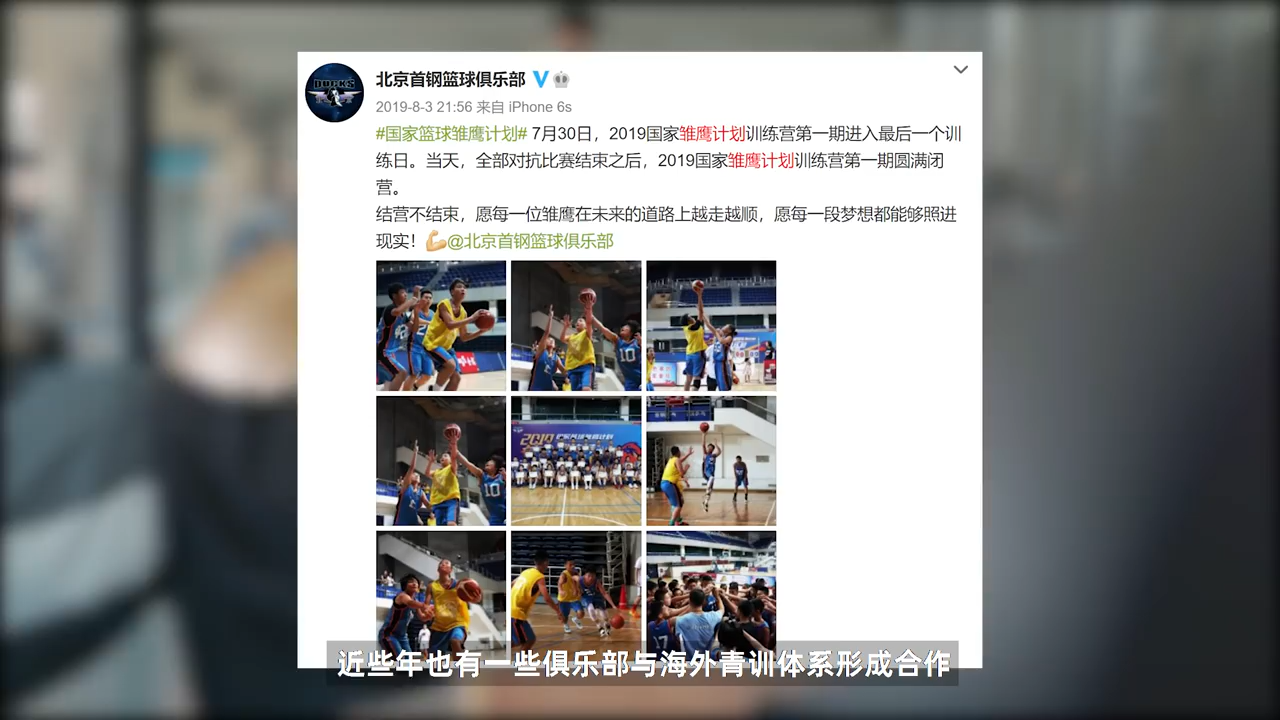 DUCKS
北京首钢篮球俱乐部
2019-8-3 21:56 来自 iPhone 6s
#国家篮球雏鹰计划# 7月30日，2019国家雏鹰计划训练营第一期进入最后一个训
练日。当天，全部对抗比赛结束之后，2019国家雏鹰计划训练营第一期圆满闭
营。
结营不结束，愿每一位雏鹰在未来的道路上越走越顺，愿每一段梦想都能够照进
现实！💪@北京首钢篮球俱乐部
10
10
2019
17
近些年也有一些俱乐部与海外青训体系形成合作